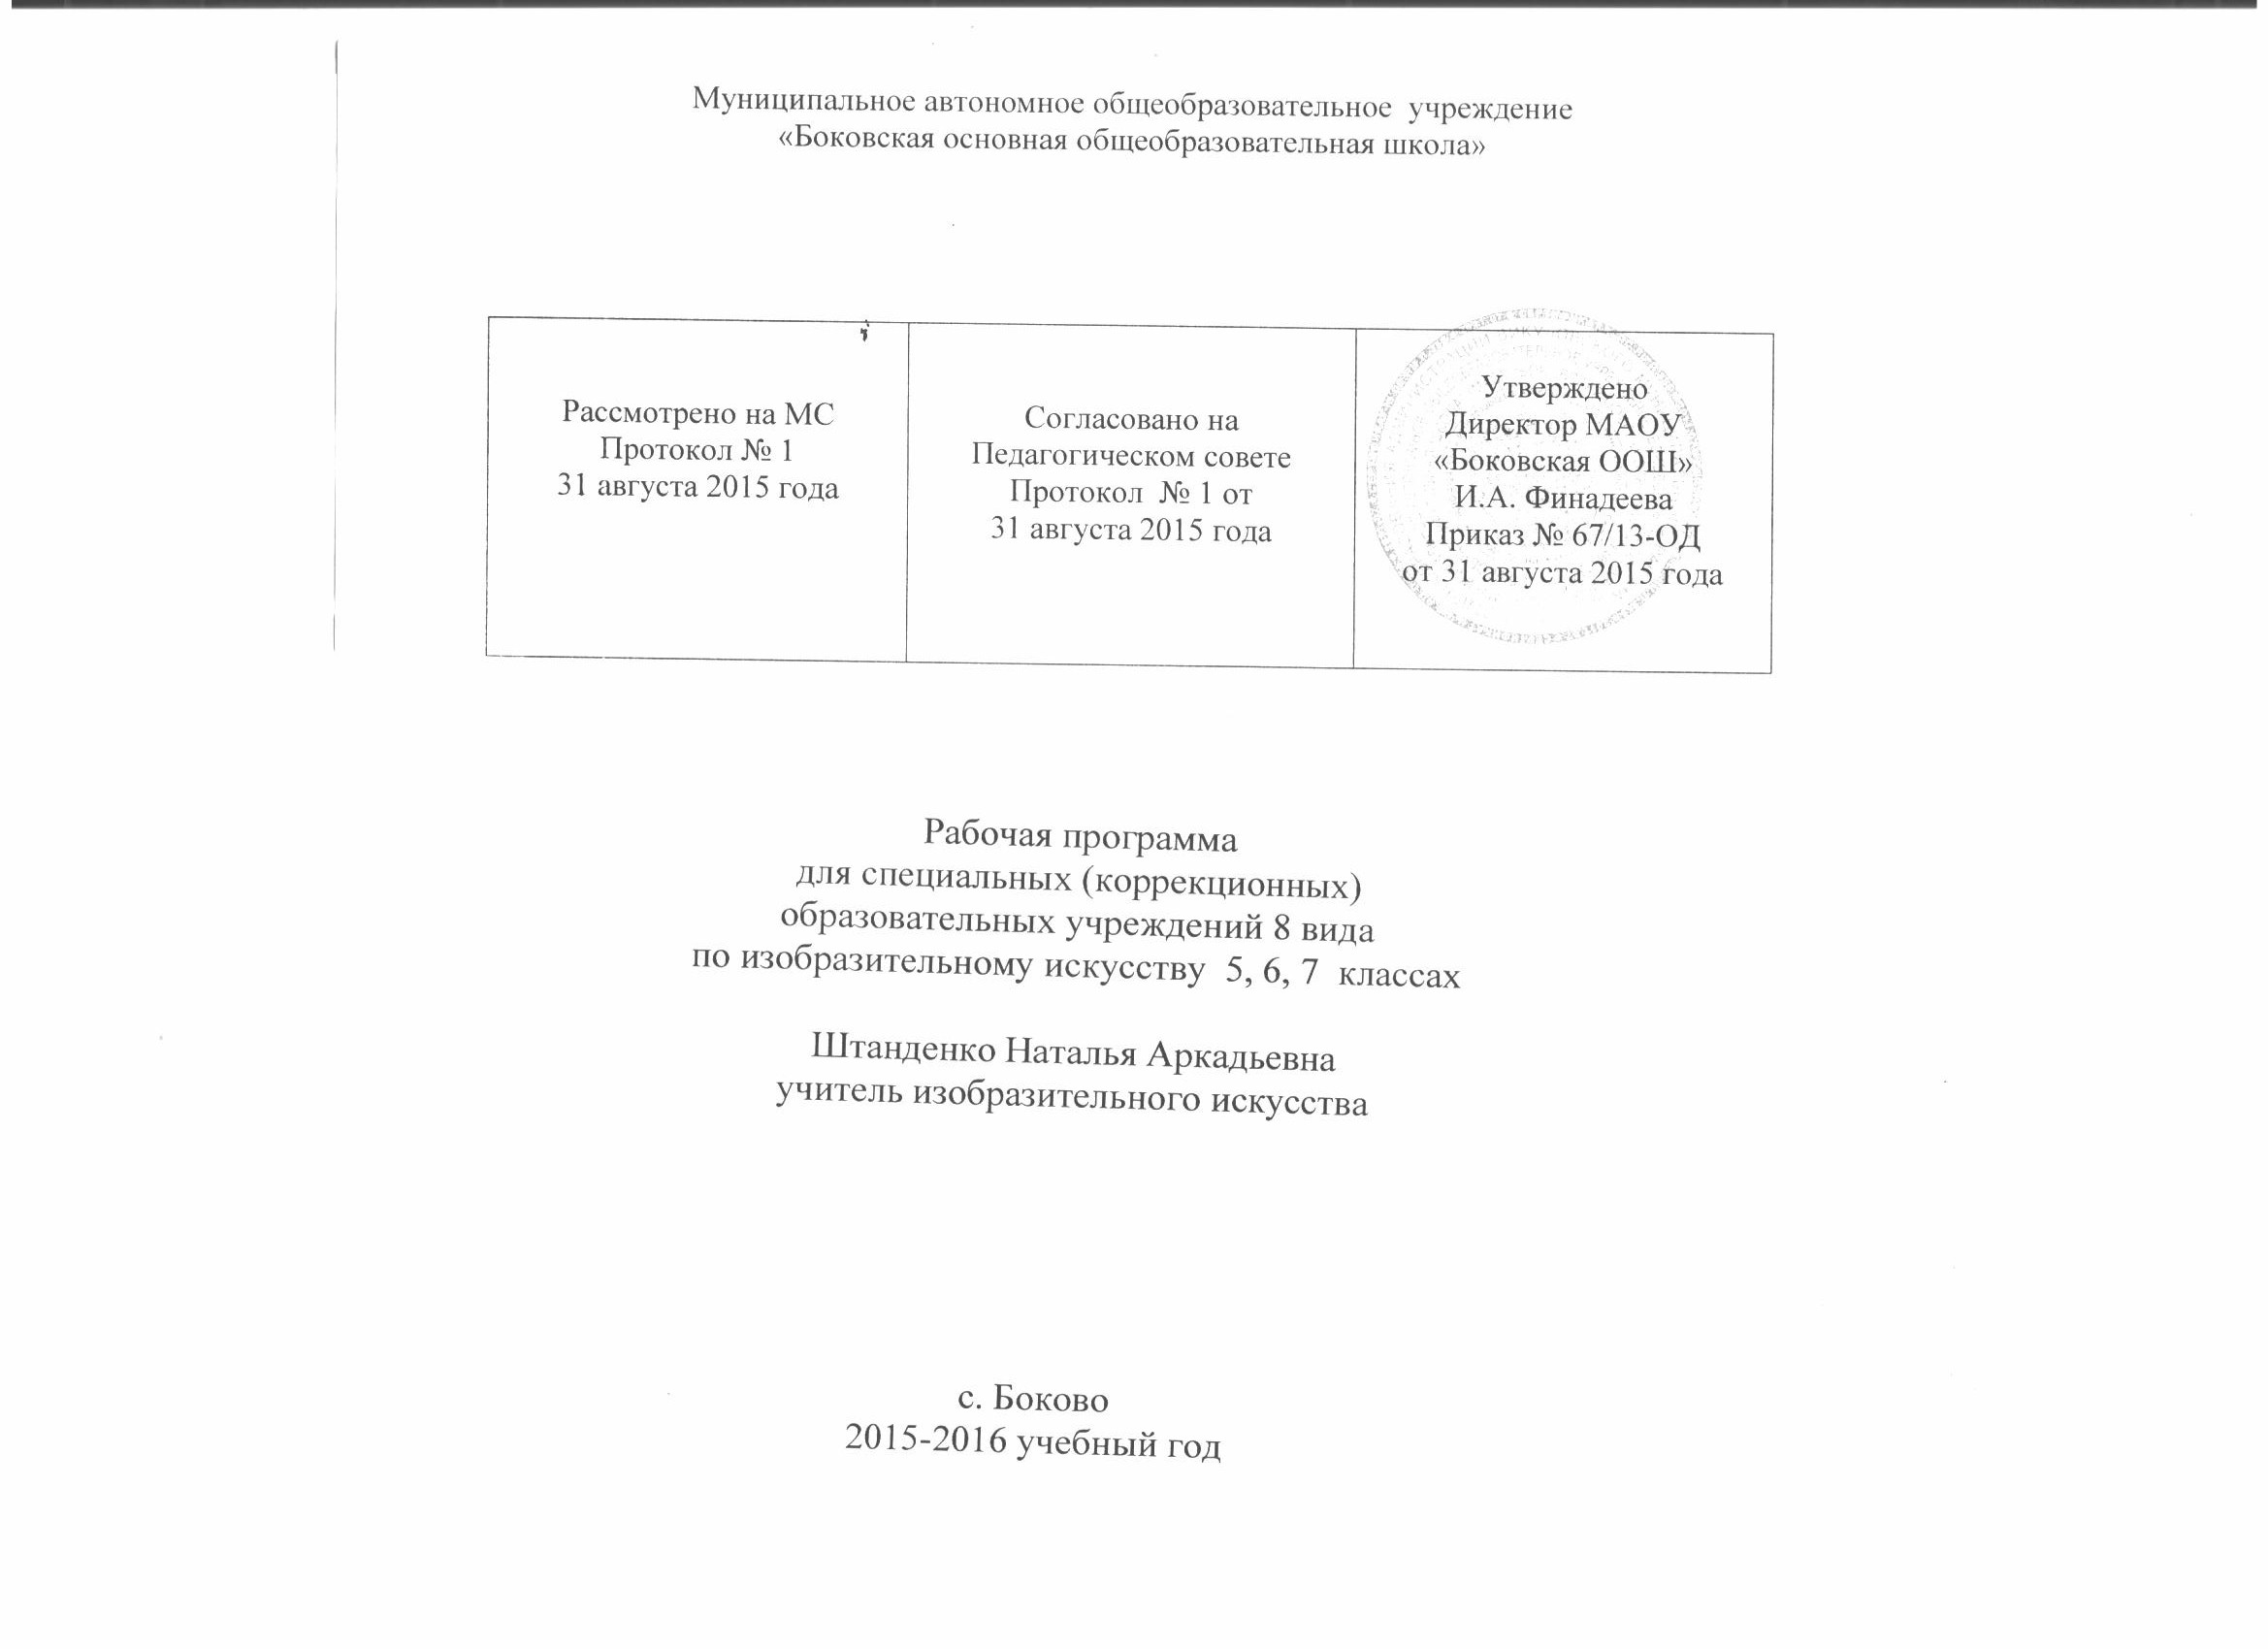 Муниципальное автономное общеобразовательное учреждение
«Боковская основная общеобразовательная школа»
Рассмотрено на МС
Протокол № 1
31 августа 2015 года
Согласовано на
Педагогическом совете
Протокол № 1 от
31 августа 2015 года
Утверждено
Директор МАОУ
«Боковская ООШ»
И.А. Финадеева
Приказ № 67/13-ОД
от 31 августа 2015 года
Рабочая программа
для специальных (коррекционных)
образовательных учреждений 8 вида
по изобразительному искусству 5, 6, 7 классах
Штанденко Наталья Аркадьевна
учитель изобразительного искусства
с. Боково
2015-2016 учебный год